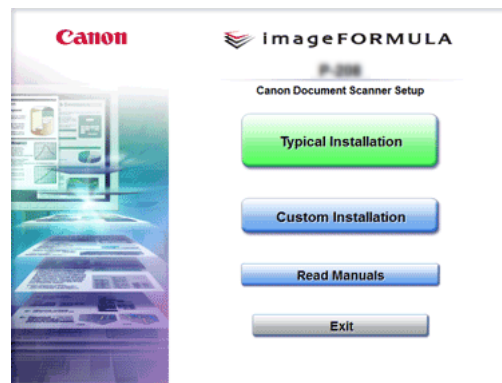 Canon
imageFORMULA
Canon Document Scanner Setup
Typical Installation
Custom Installation
Read Manuals
Exit